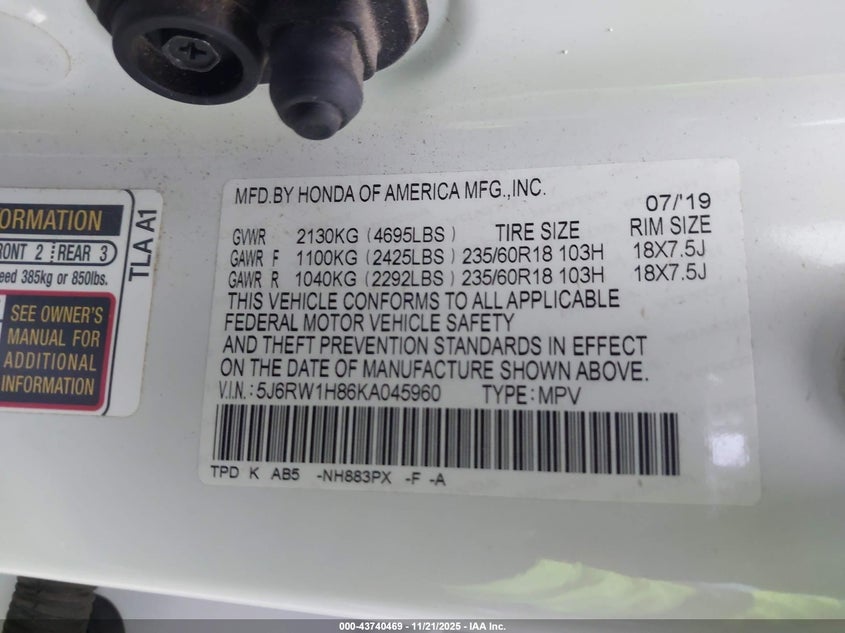 ORMATION
RONT 2 REAR 3
eed 385kg or 850lbs.
SEE OWNER'S
MANUAL FOR
ADDITIONAL
INFORMATION
TLA A1
MFD.BY HONDA OF AMERICA MFG.,INC.
07/'19
GVWR 2130KG (4695LBS) TIRE SIZE RIM SIZE
GAWR F 1100KG (2425LBS) 235/60R18 103H 18X7.5J
GAWR R 1040KG (2292LBS) 235/60R18 103H 18X7.5J
THIS VEHICLE CONFORMS TO ALL APPLICABLE
FEDERAL MOTOR VEHICLE SAFETY
AND THEFT PREVENTION STANDARDS IN EFFECT
ON THE DATE OF MANUFACTURE SHOWN ABOVE.
V.I.N.: 5J6RW1H86KA045960 TYPE: MPV
TPD K AB5 -NH883PX -F -A
000-43740469 - 11/21/2025 - IAA Inc.